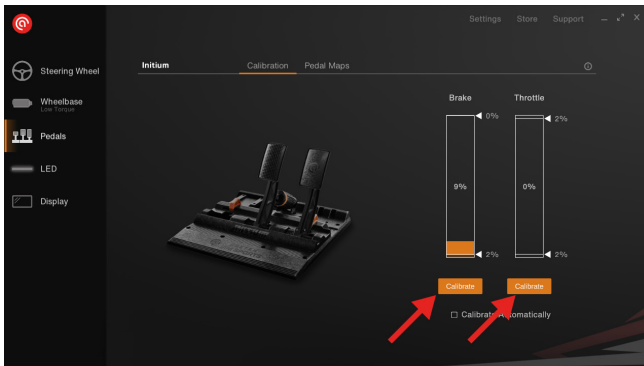 Settings Store Support
Steering Wheel
Wheelbase
Low Torque
Pedals
LED
Display
Initium Calibration Pedal Maps
Brake Throttle
0% 2%
9% 0%
2% 2%
Calibrate Calibrate
Calibrate Automatically